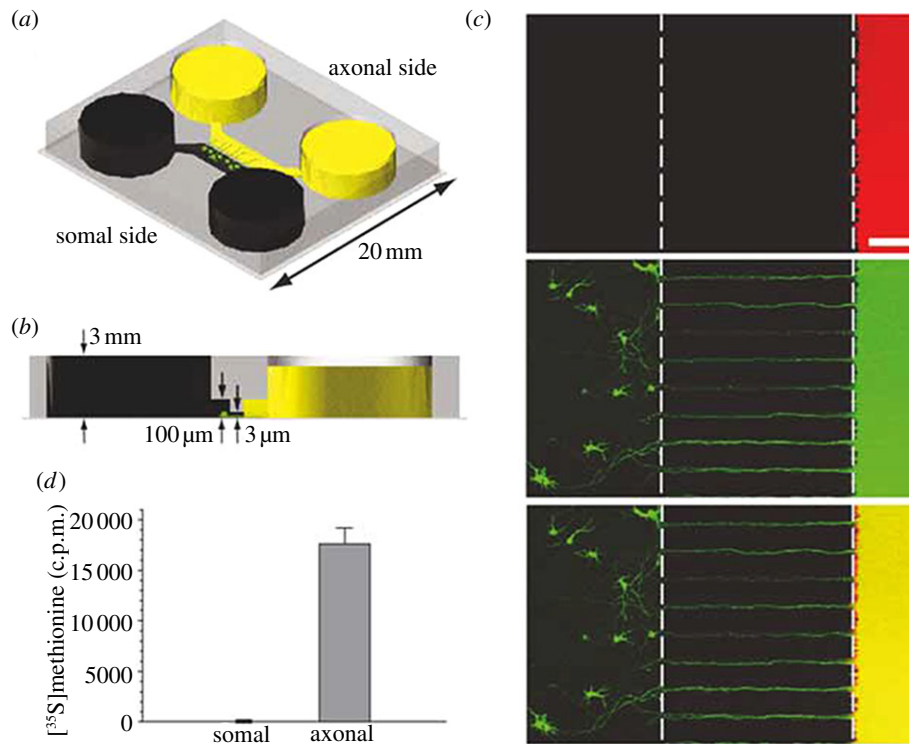 (a)
axonal side
somal side
20 mm
(b)
3 mm
100 µm
3 µm
(c)
(d)
[³⁵S]methionine (c.p.m.)
20 000
15 000
10 000
5000
0
somal
axonal